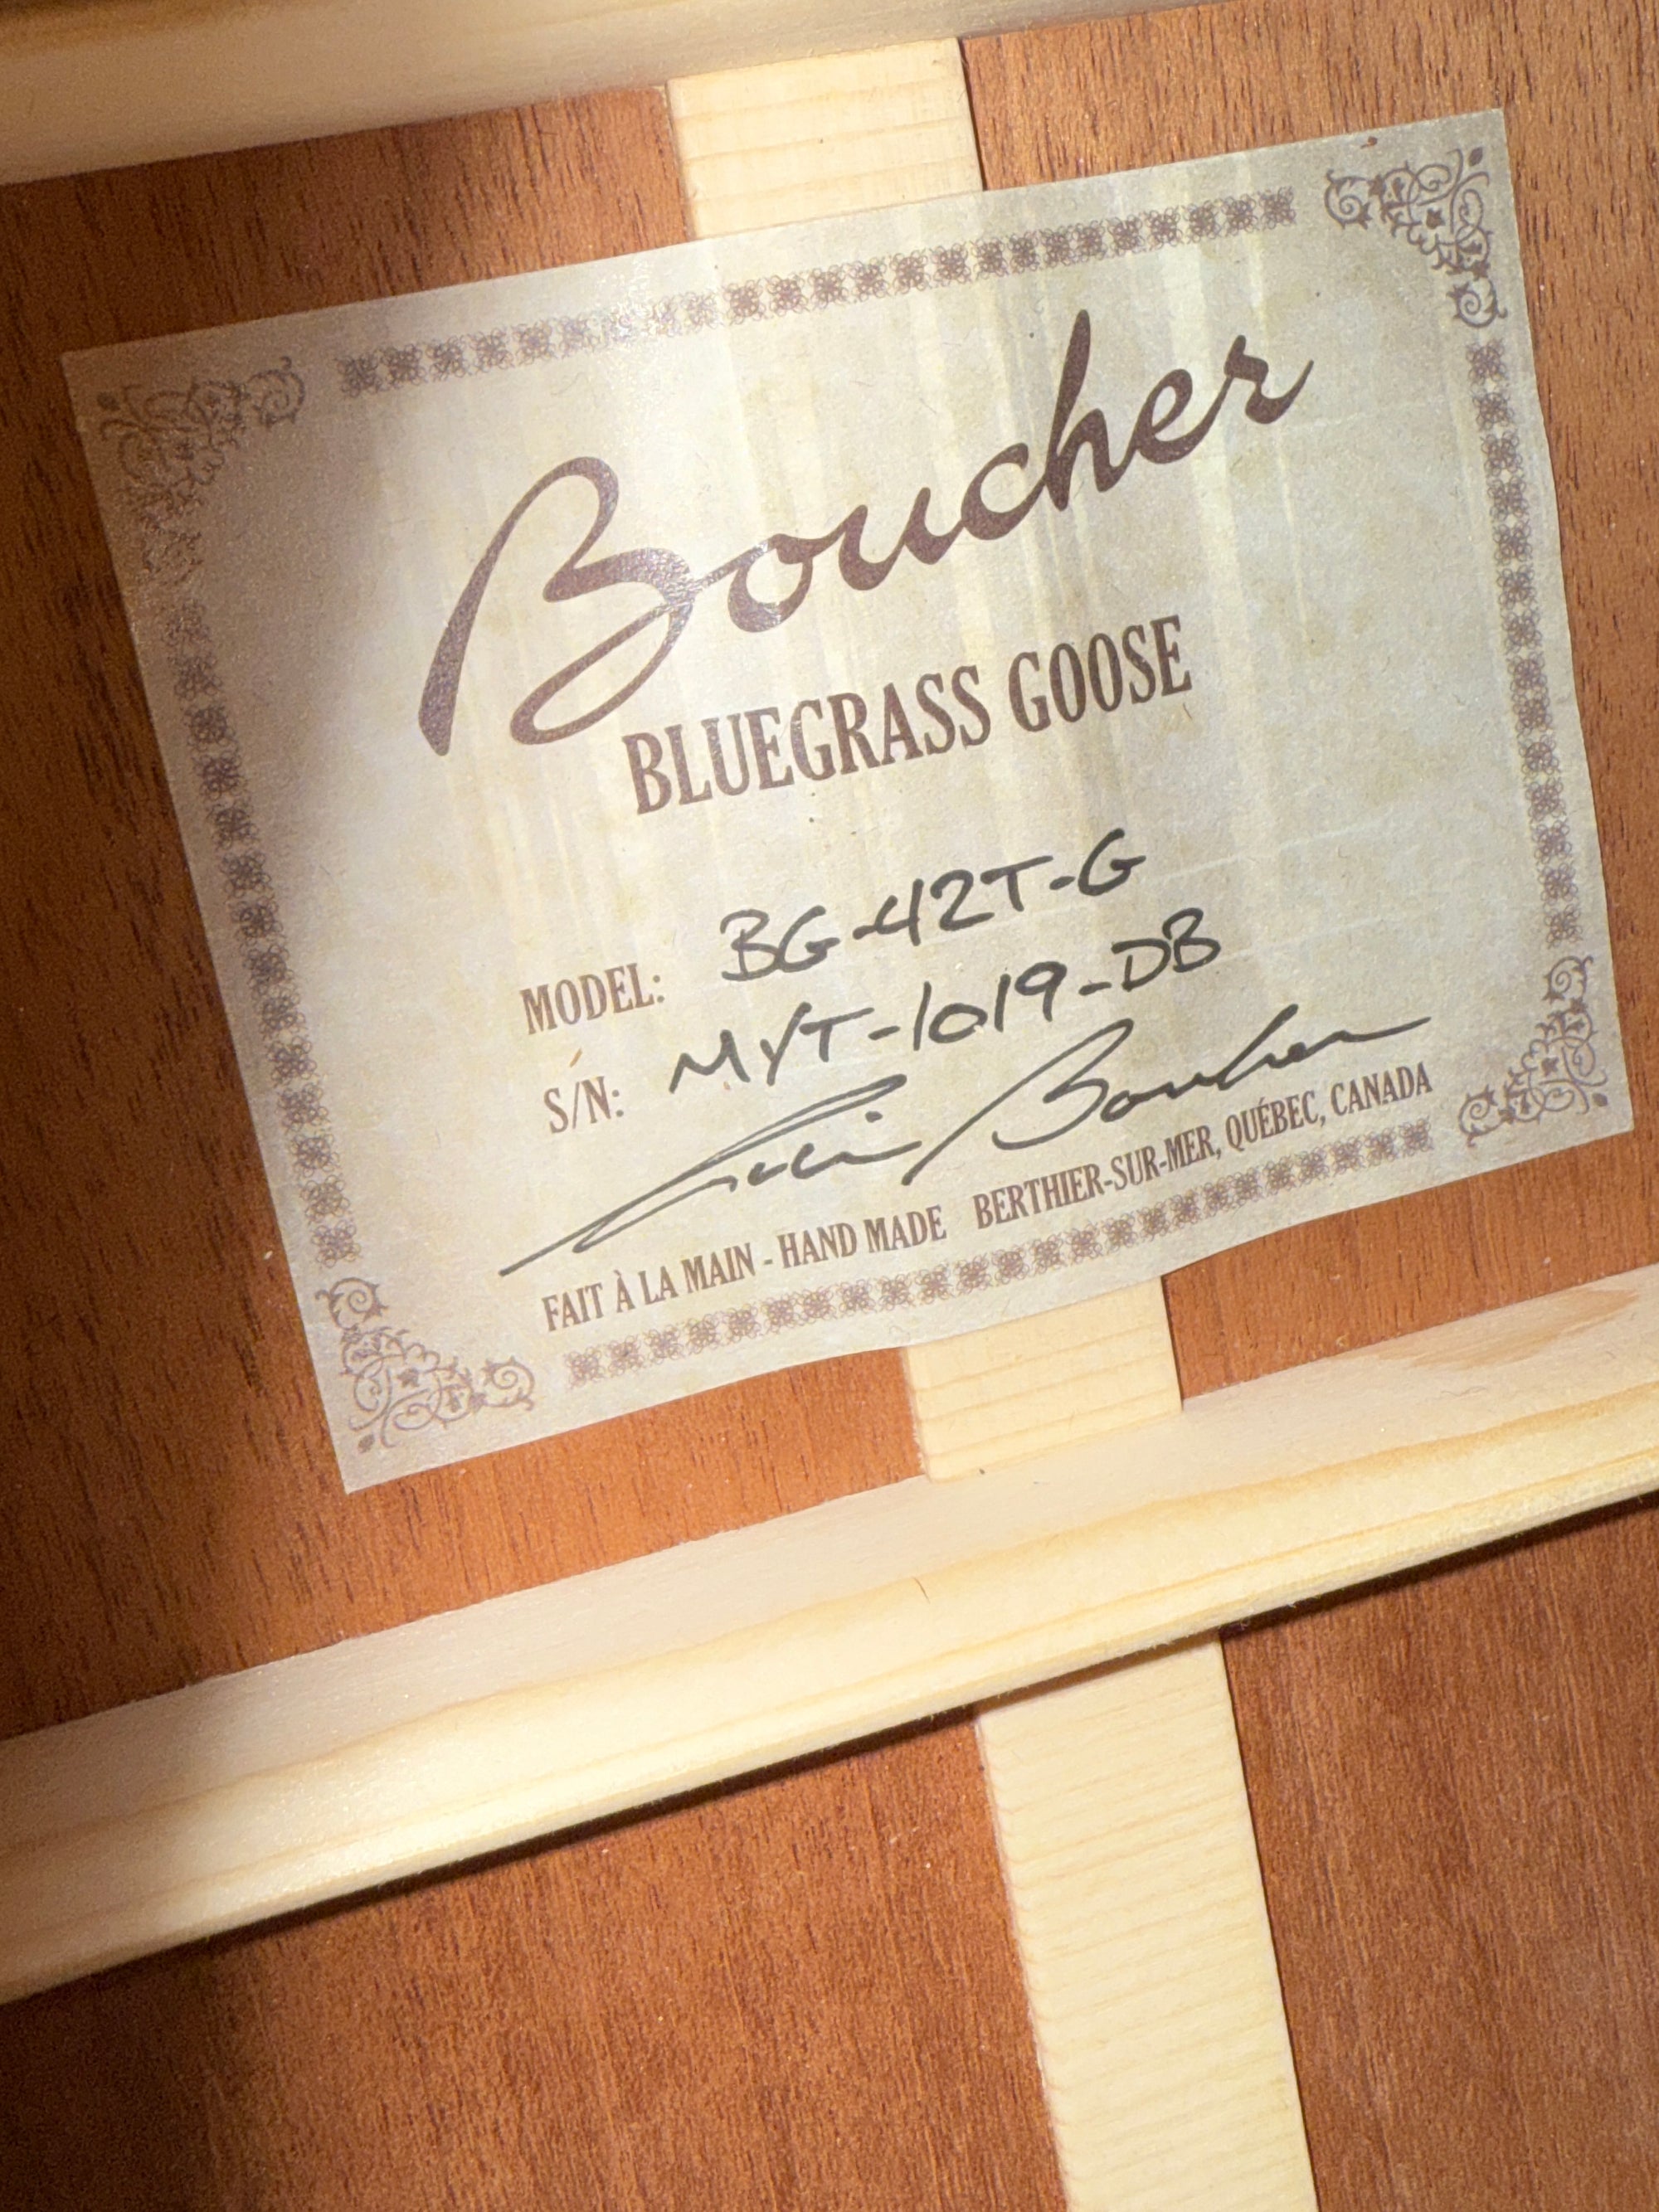 Boucher
BLUEGRASS GOOSE
MODEL: BG-42T-G
S/N: MYT-1019-DB
Boucher
FAIT À LA MAIN - HAND MADE BERTHIER-SUR-MER, QUÉBEC, CANADA